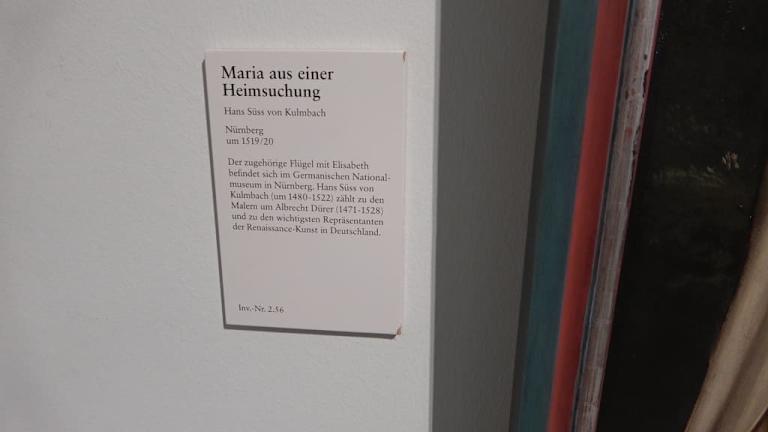 Maria aus einer
Heimsuchung
Hans Süss von Kulmbach
Nürnberg
um 1519/20
Der zugehörige Flügel mit Elisabeth
befindet sich im Germanischen National-
museum in Nürnberg. Hans Süss von
Kulmbach (um 1480-1522) zählt zu den
Malern um Albrecht Dürer (1471-1528)
und zu den wichtigsten Repräsentanten
der Renaissance-Kunst in Deutschland.
Inv.-Nr. 2.56